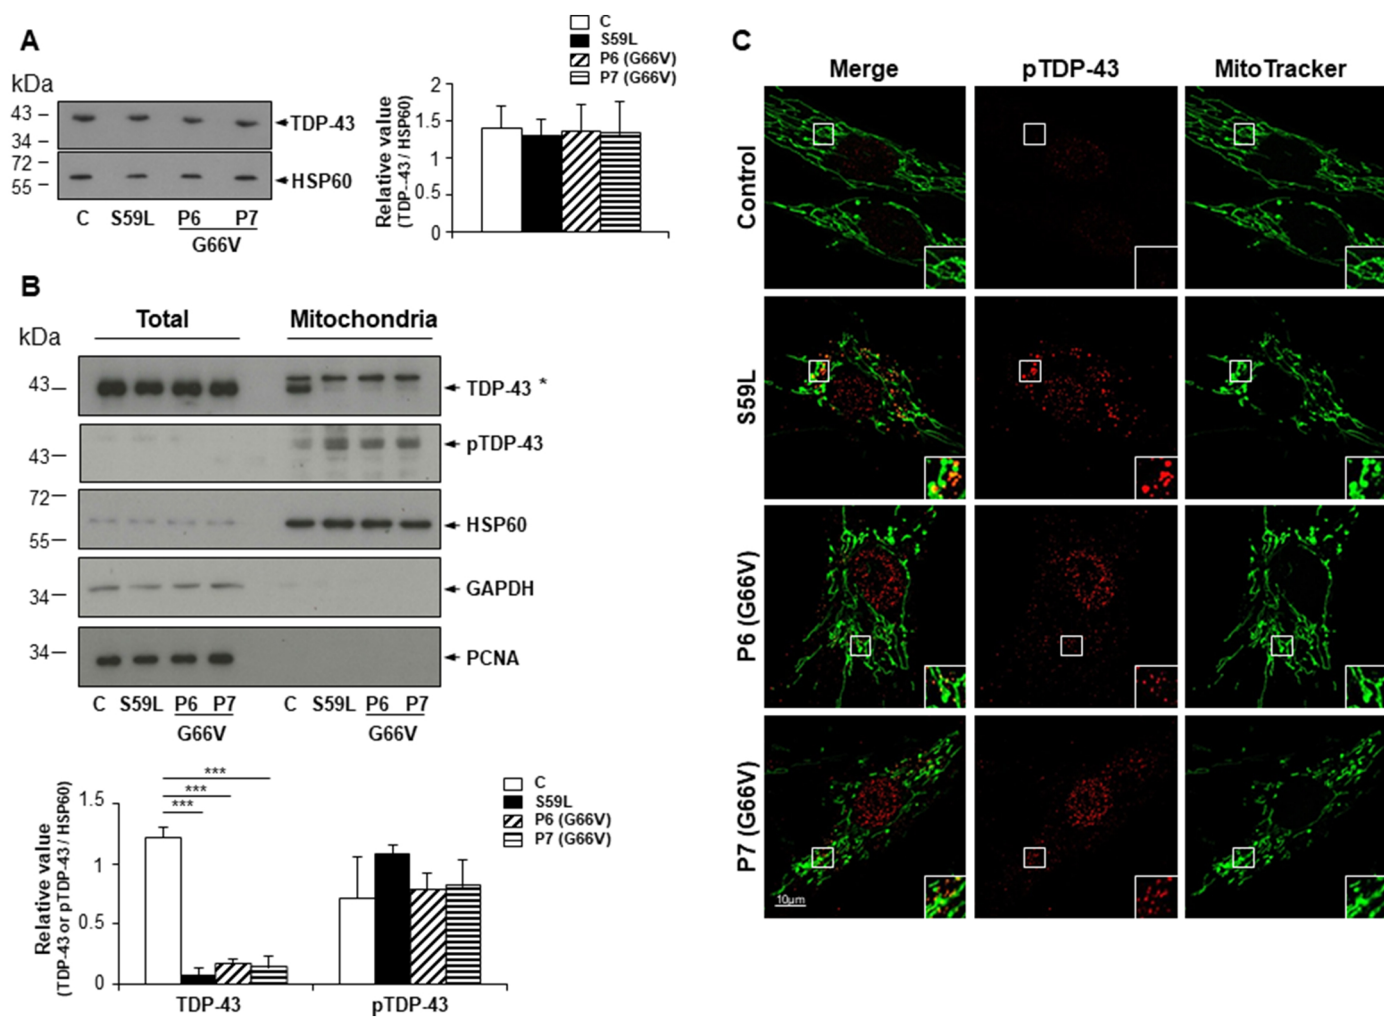 A
kDa
43
34
72
55
TDP-43
HSP60
C S59L P6 P7
G66V
C
S59L
P6 (G66V)
P7 (G66V)
Relative value
(TDP--43 / HSP60)
2
1.5
1
0.5
0
B
Total Mitochondria
kDa
43
TDP-43 *
43
pTDP-43
72
55
HSP60
34
GAPDH
34
PCNA
C S59L P6 P7 C S59L P6 P7
G66V G66V
Relative value
(TDP-43 or pTDP-43 / HSP60)
1.5
1
0.5
0
***
***
***
C
S59L
P6 (G66V)
P7 (G66V)
TDP-43 pTDP-43
C
Merge pTDP-43 MitoTracker
Control
S59L
P6 (G66V)
P7 (G66V)
10µm